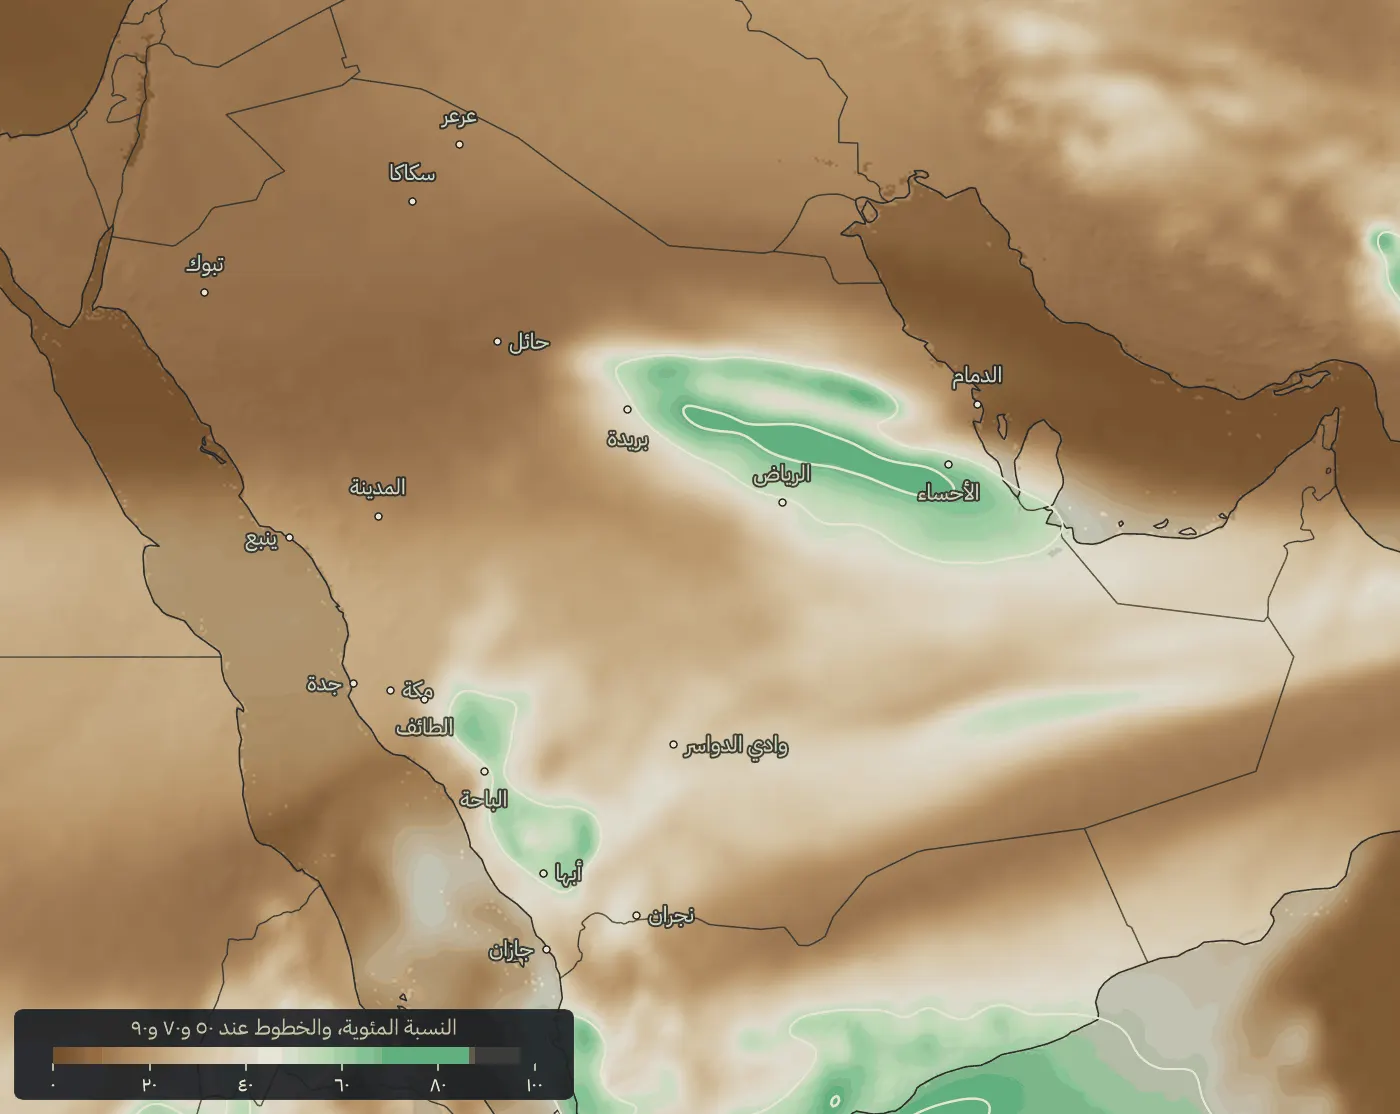 عرعر
سكاكا
تبوك
حائل
الدمام
بريدة
الرياض
الأحساء
المدينة
ينبع
جدة
مكة
الطائف
وادي الدواسر
الباحة
أبها
نجران
جازان
النسبة المئوية، والخطوط عند ٥٠ و٧٠ و٩٠
٠ ٢٠ ٤٠ ٦٠ ٨٠ ١٠٠